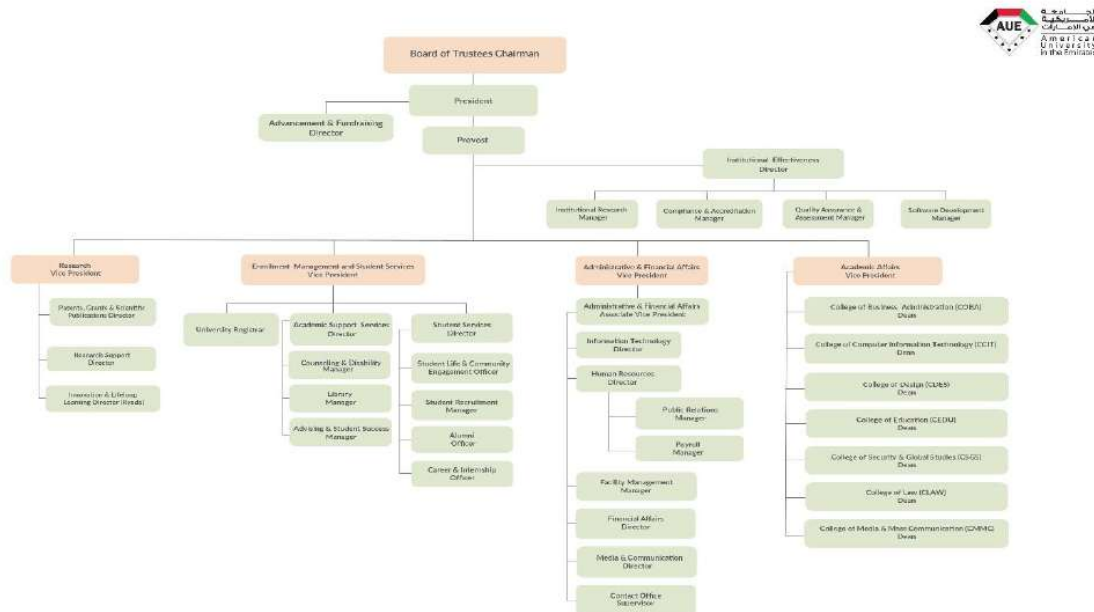 AUE
الجامعة
الأمريكية
في الإمارات
American
University
in the Emirates
Board of Trustees Chairman
President
Advancement & Fundraising
Director
Provost
Institutional Effectiveness
Director
Institutional Research
Manager
Compliance & Accreditation
Manager
Quality Assurance &
Assessment Manager
Software Development
Manager
Research
Vice President
Enrollment Management and Student Services
Vice President
Administrative & Financial Affairs
Vice President
Academic Affairs
Vice President
Patents, Grants & Scientific
Publications Director
Research Support
Director
Innovation & Lifelong
Learning Director (Riyada)
University Registrar
Academic Support Services
Director
Counseling & Disability
Manager
Library
Manager
Advising & Student Success
Manager
Student Services
Director
Student Life & Community
Engagement Officer
Student Recruitment
Manager
Alumni
Officer
Career & Internship
Officer
Administrative & Financial Affairs
Associate Vice President
Information Technology
Director
Human Resources
Director
Public Relations
Manager
Payroll
Manager
Facility Management
Manager
Financial Affairs
Director
Media & Communication
Director
Contact Office
Supervisor
College of Business Administration (COBA)
Dean
College of Computer Information Technology (CCIT)
Dean
College of Design (CDES)
Dean
College of Education (CEDU)
Dean
College of Security & Global Studies (CSGS)
Dean
College of Law (CLAW)
Dean
College of Media & Mass Communication (CMMC)
Dean